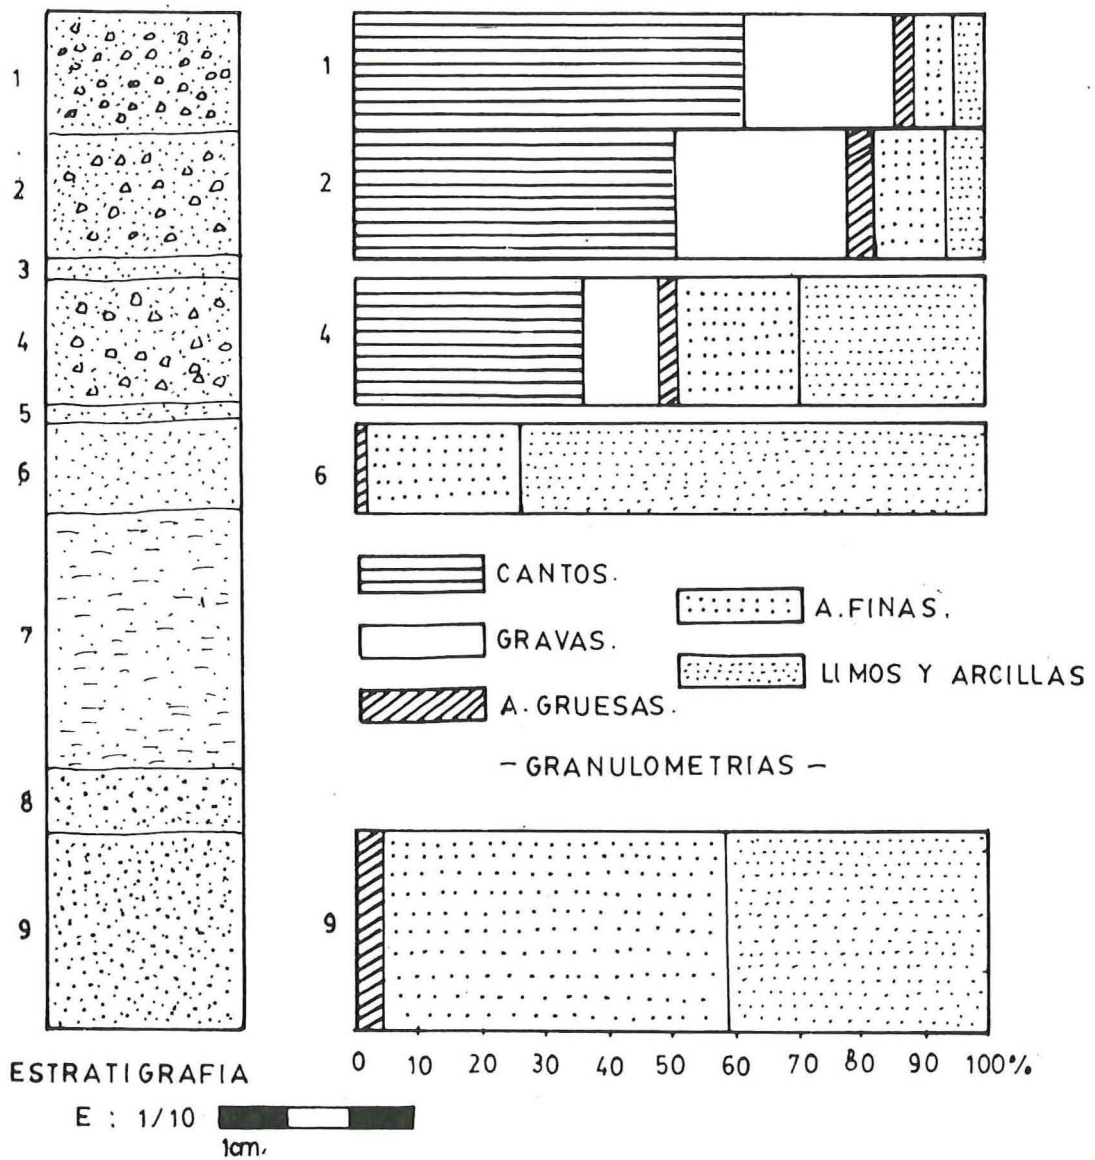 1
2
3
4
5
6
7
8
9
ESTRATIGRAFIA
E : 1/10
1cm.
1
2
4
6
CANTOS.
GRAVAS.
A. GRUESAS.
A. FINAS.
LIMOS Y ARCILLAS
- GRANULOMETRIAS -
9
0 10 20 30 40 50 60 70 80 90 100%